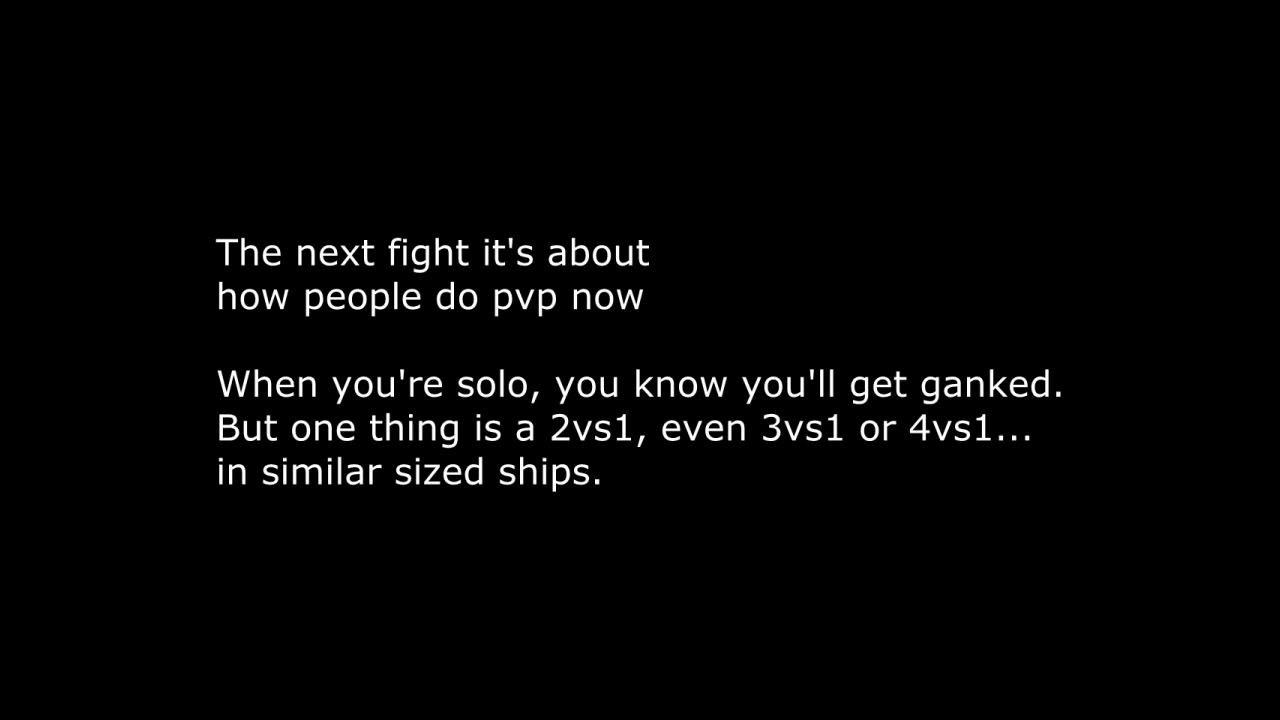 The next fight it's about
how people do pvp now
When you're solo, you know you'll get ganked.
But one thing is a 2vs1, even 3vs1 or 4vs1...
in similar sized ships.